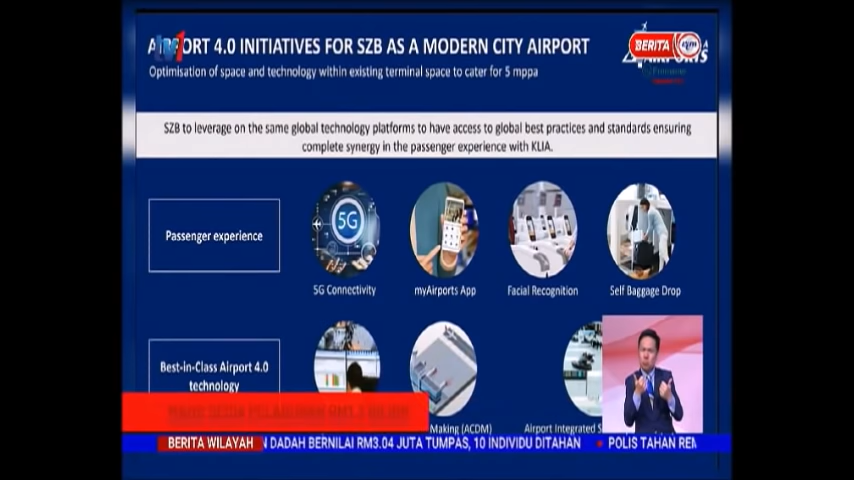 AIRPORT 4.0 INITIATIVES FOR SZB AS A MODERN CITY AIRPORT
Optimisation of space and technology within existing terminal space to cater for 5 mppa
BERITA
SZB to leverage on the same global technology platforms to have access to global best practices and standards ensuring
complete synergy in the passenger experience with KLIA.
Passenger experience
5G
5G Connectivity
myAirports App
Facial Recognition
Self Baggage Drop
Best-in-Class Airport 4.0
technology
Making (ACDM)
Airport Integrated
BERITA WILAYAH
N DADAH BERNILAI RM3.04 JUTA TUMPAS, 10 INDIVIDU DITAHAN • POLIS TAHAN REM